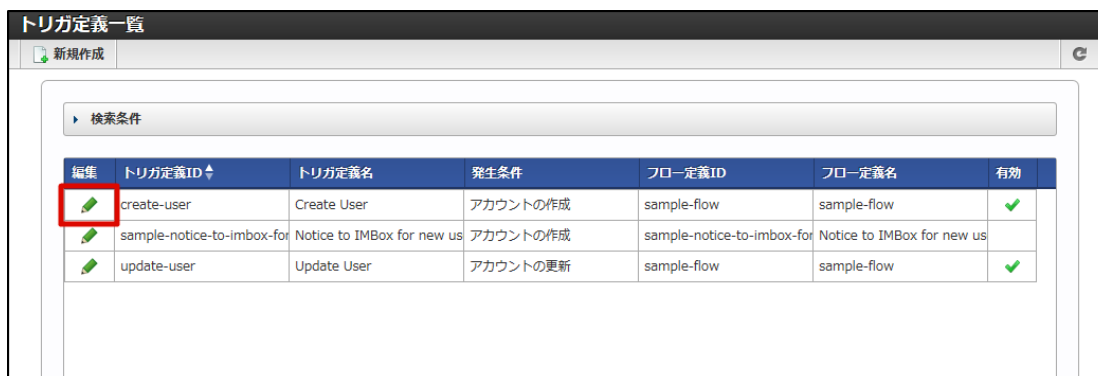 トリガ定義一覧
新規作成
検索条件
編集 トリガ定義ID トリガ定義名 発生条件 フロー定義ID フロー定義名 有効
create-user Create User アカウントの作成 sample-flow sample-flow
sample-notice-to-imbox-for Notice to IMBox for new us アカウントの作成 sample-notice-to-imbox-for Notice to IMBox for new us
update-user Update User アカウントの更新 sample-flow sample-flow